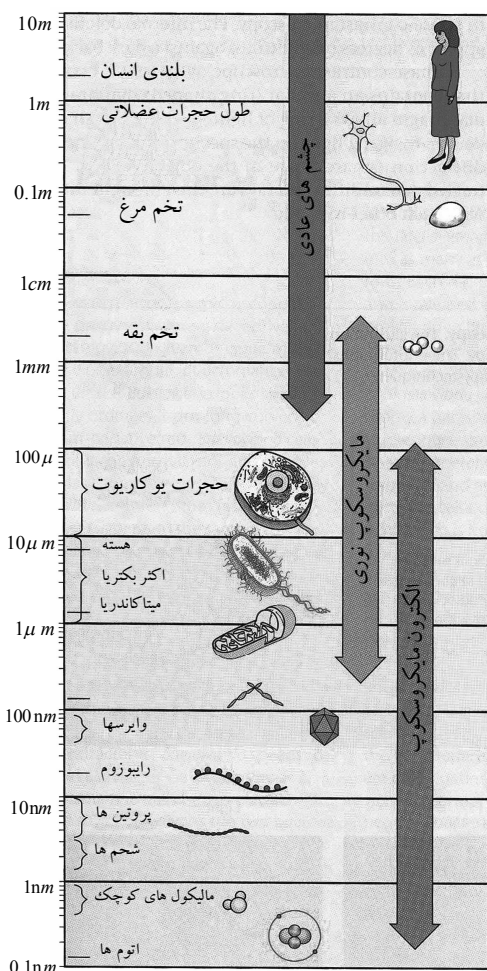 10m
بلندی انسان
1m
طول حجرات عضلاتی
0.1m
تخم مرغ
چشم های عادی
1cm
تخم بقه
1mm
مایکروسکوپ نوری
100µ
حجرات یوکاریوت
الکترون مایکروسکوپ
10µm
هسته
اکثر بکتریا
میتاکاندریا
1µm
100nm
وایرسها
رایبوزوم
10nm
پروتین ها
شحم ها
1nm
مالیکول های کوچک
اتوم ها
0.1nm